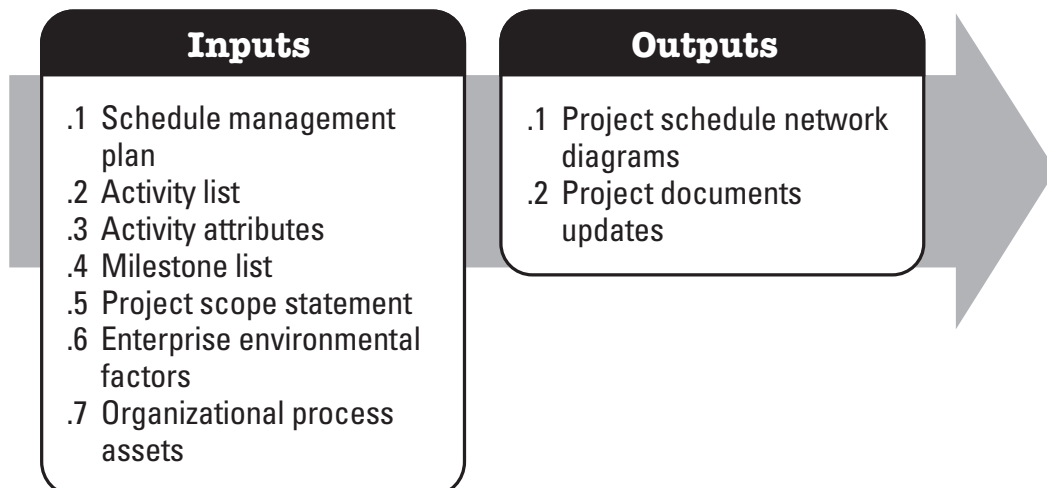 Inputs
.1 Schedule management
plan
.2 Activity list
.3 Activity attributes
.4 Milestone list
.5 Project scope statement
.6 Enterprise environmental
factors
.7 Organizational process
assets
Outputs
.1 Project schedule network
diagrams
.2 Project documents
updates